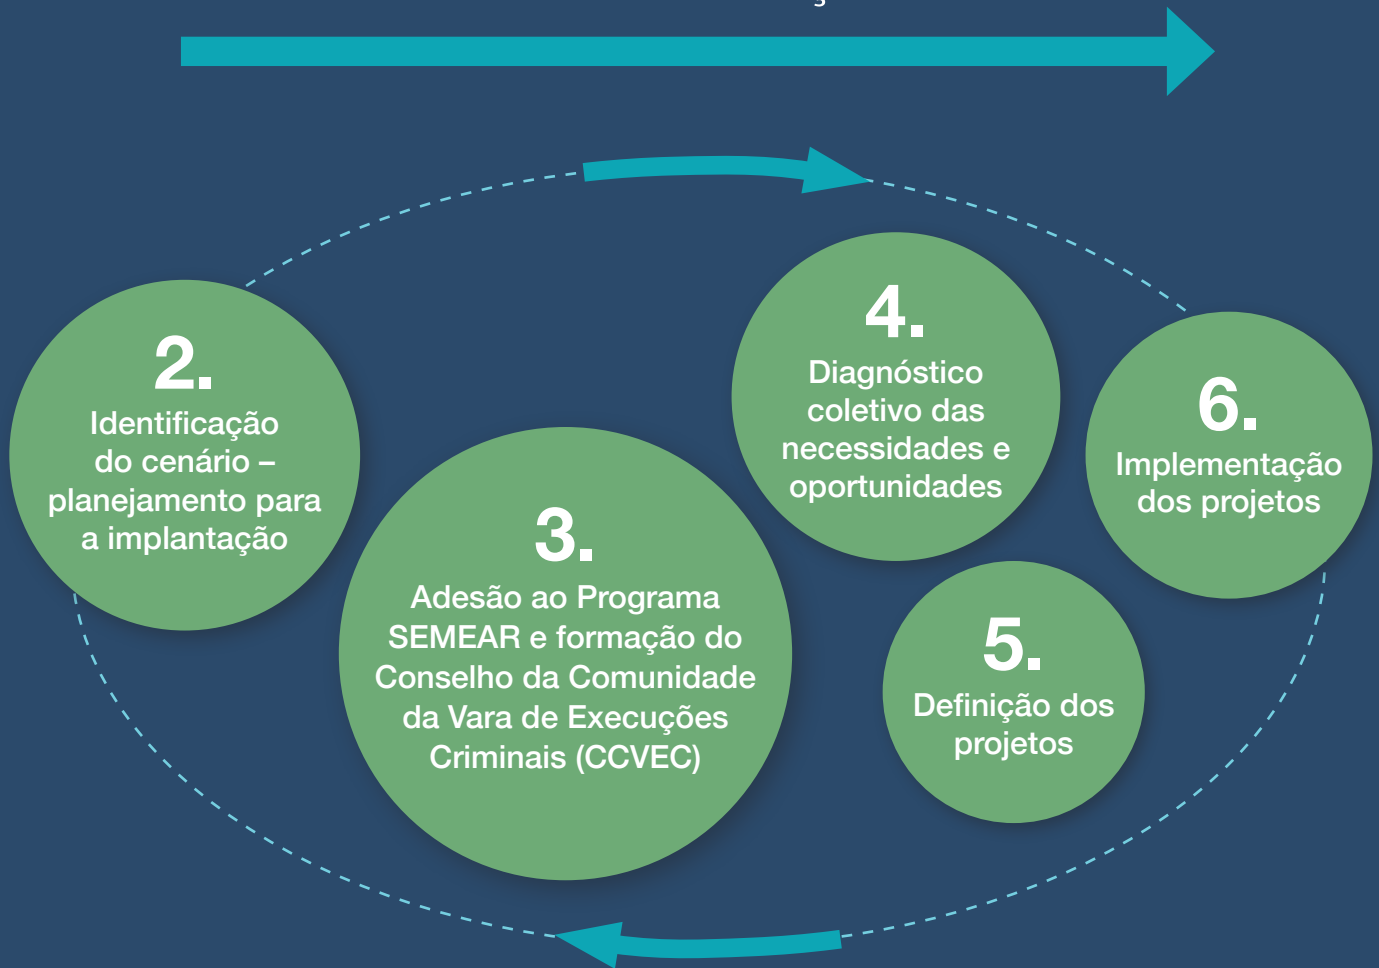 2.
Identificação
do cenário –
planejamento para
a implantação
3.
Adesão ao Programa
SEMEAR e formação do
Conselho da Comunidade
da Vara de Execuções
Criminais (CCVEC)
4.
Diagnóstico
coletivo das
necessidades e
oportunidades
5.
Definição dos
projetos
6.
Implementação
dos projetos